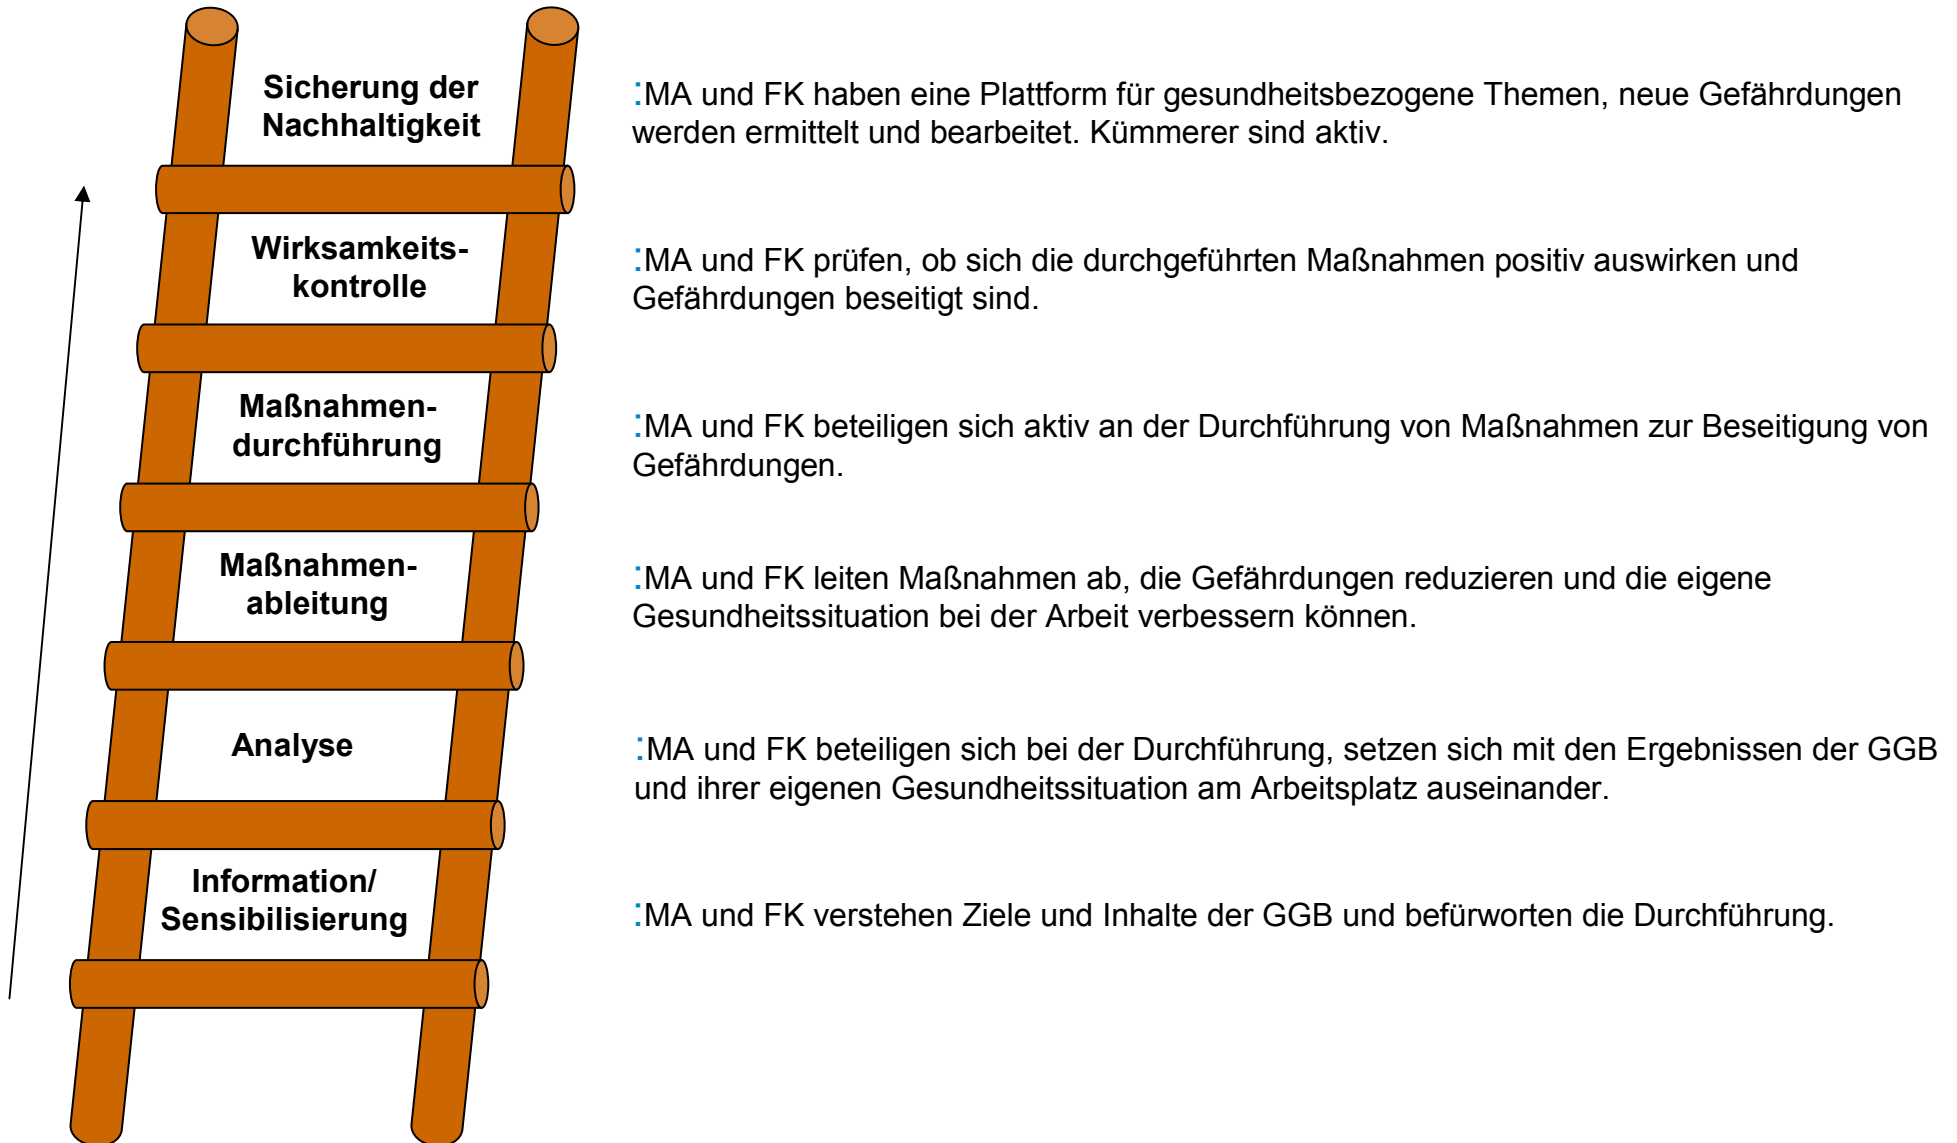 Sicherung der
Nachhaltigkeit
:MA und FK haben eine Plattform für gesundheitsbezogene Themen, neue Gefährdungen
werden ermittelt und bearbeitet. Kümmerer sind aktiv.
Wirksamkeits-
kontrolle
:MA und FK prüfen, ob sich die durchgeführten Maßnahmen positiv auswirken und
Gefährdungen beseitigt sind.
Maßnahmen-
durchführung
:MA und FK beteiligen sich aktiv an der Durchführung von Maßnahmen zur Beseitigung von
Gefährdungen.
Maßnahmen-
ableitung
:MA und FK leiten Maßnahmen ab, die Gefährdungen reduzieren und die eigene
Gesundheitssituation bei der Arbeit verbessern können.
Analyse
:MA und FK beteiligen sich bei der Durchführung, setzen sich mit den Ergebnissen der GGB
und ihrer eigenen Gesundheitssituation am Arbeitsplatz auseinander.
Information/
Sensibilisierung
:MA und FK verstehen Ziele und Inhalte der GGB und befürworten die Durchführung.